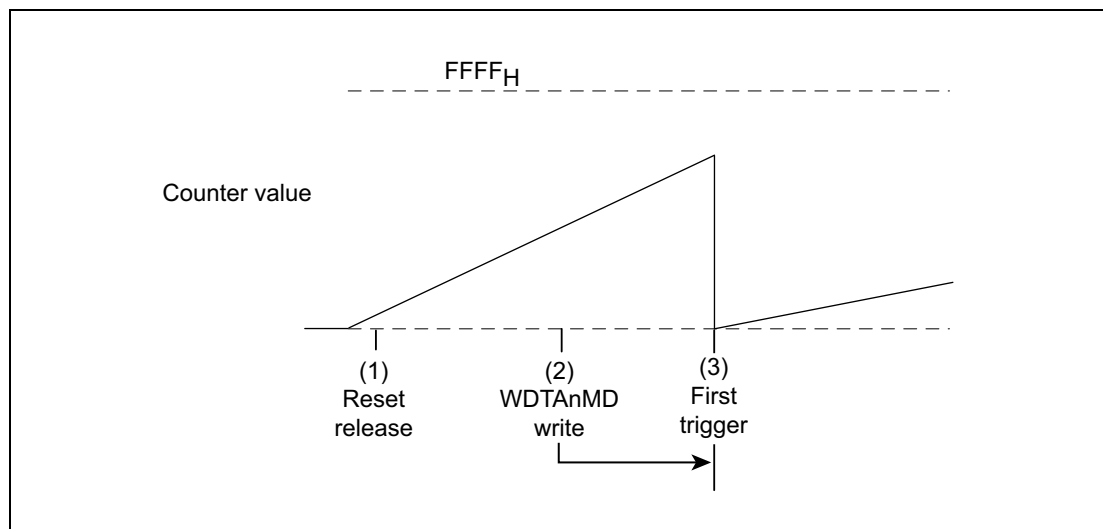 FFFFH
Counter value
(1)
Reset
release
(2)
WDTAnMD
write
(3)
First
trigger